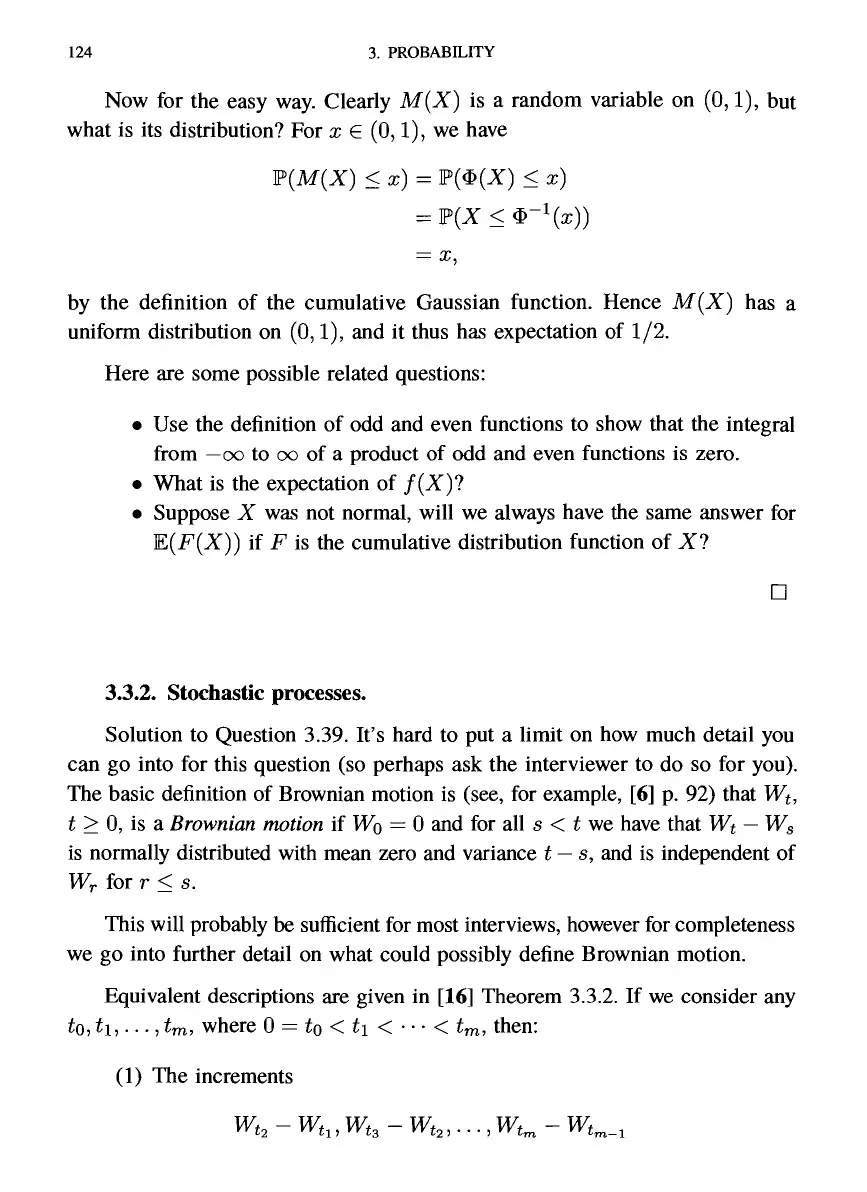 124
3. PROBABILITY
Now for the easy way. Clearly M(X) is a random variable on (0, 1), but
what is its distribution? For x ∈ (0, 1), we have
ℙ(M(X) ≤ x) = ℙ(Φ(X) ≤ x)
= ℙ(X ≤ Φ⁻¹(x))
= x,
by the definition of the cumulative Gaussian function. Hence M(X) has a
uniform distribution on (0, 1), and it thus has expectation of 1/2.
Here are some possible related questions:
• Use the definition of odd and even functions to show that the integral
from −∞ to ∞ of a product of odd and even functions is zero.
• What is the expectation of f(X)?
• Suppose X was not normal, will we always have the same answer for
𝔼(F(X)) if F is the cumulative distribution function of X?
□
3.3.2. Stochastic processes.
Solution to Question 3.39. It's hard to put a limit on how much detail you
can go into for this question (so perhaps ask the interviewer to do so for you).
The basic definition of Brownian motion is (see, for example, [6] p. 92) that W_t,
t ≥ 0, is a Brownian motion if W_0 = 0 and for all s < t we have that W_t − W_s
is normally distributed with mean zero and variance t − s, and is independent of
W_r for r ≤ s.
This will probably be sufficient for most interviews, however for completeness
we go into further detail on what could possibly define Brownian motion.
Equivalent descriptions are given in [16] Theorem 3.3.2. If we consider any
t_0, t_1, . . . , t_m, where 0 = t_0 < t_1 < · · · < t_m, then:
(1) The increments
W_{t_2} − W_{t_1}, W_{t_3} − W_{t_2}, . . . , W_{t_m} − W_{t_{m−1}}